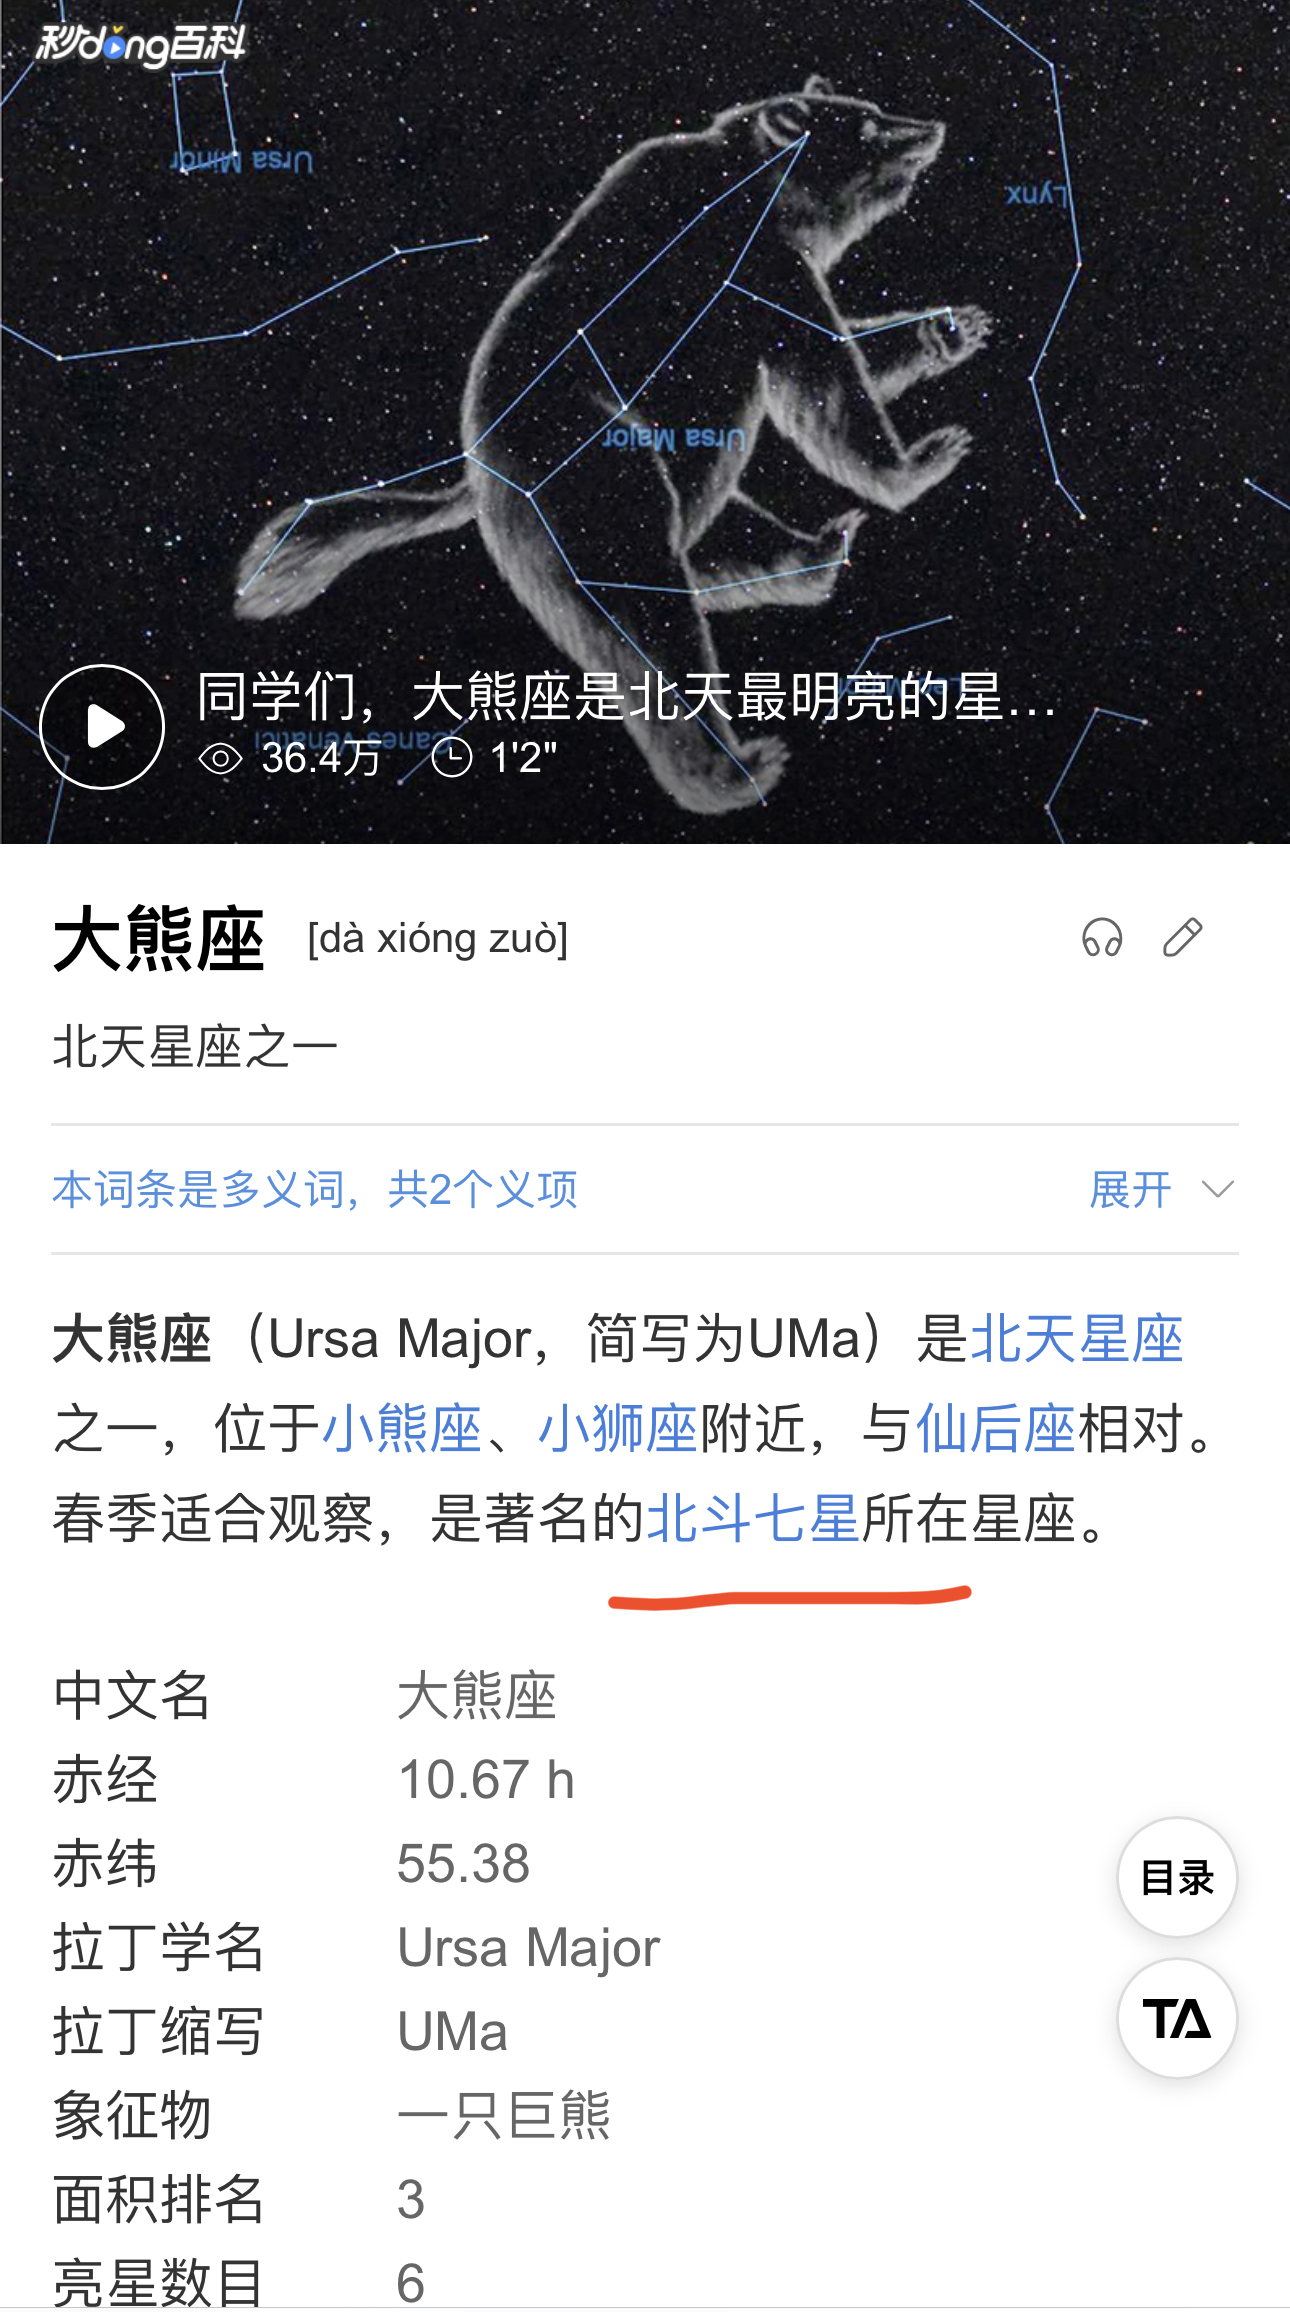 秒dong百科
Ursa Minor
Lynx
Ursa Major
同学们，大熊座是北天最明亮的星...
Canes Venatici
36.4万 1'2"
大熊座 [dà xióng zuò]
北天星座之一
本词条是多义词，共2个义项 展开
大熊座（Ursa Major，简写为UMa）是北天星座
之一，位于小熊座、小狮座附近，与仙后座相对。
春季适合观察，是著名的北斗七星所在星座。
中文名 大熊座
赤经 10.67 h
赤纬 55.38
目录
拉丁学名 Ursa Major
拉丁缩写 UMa
TA
象征物 一只巨熊
面积排名 3
亮星数目 6